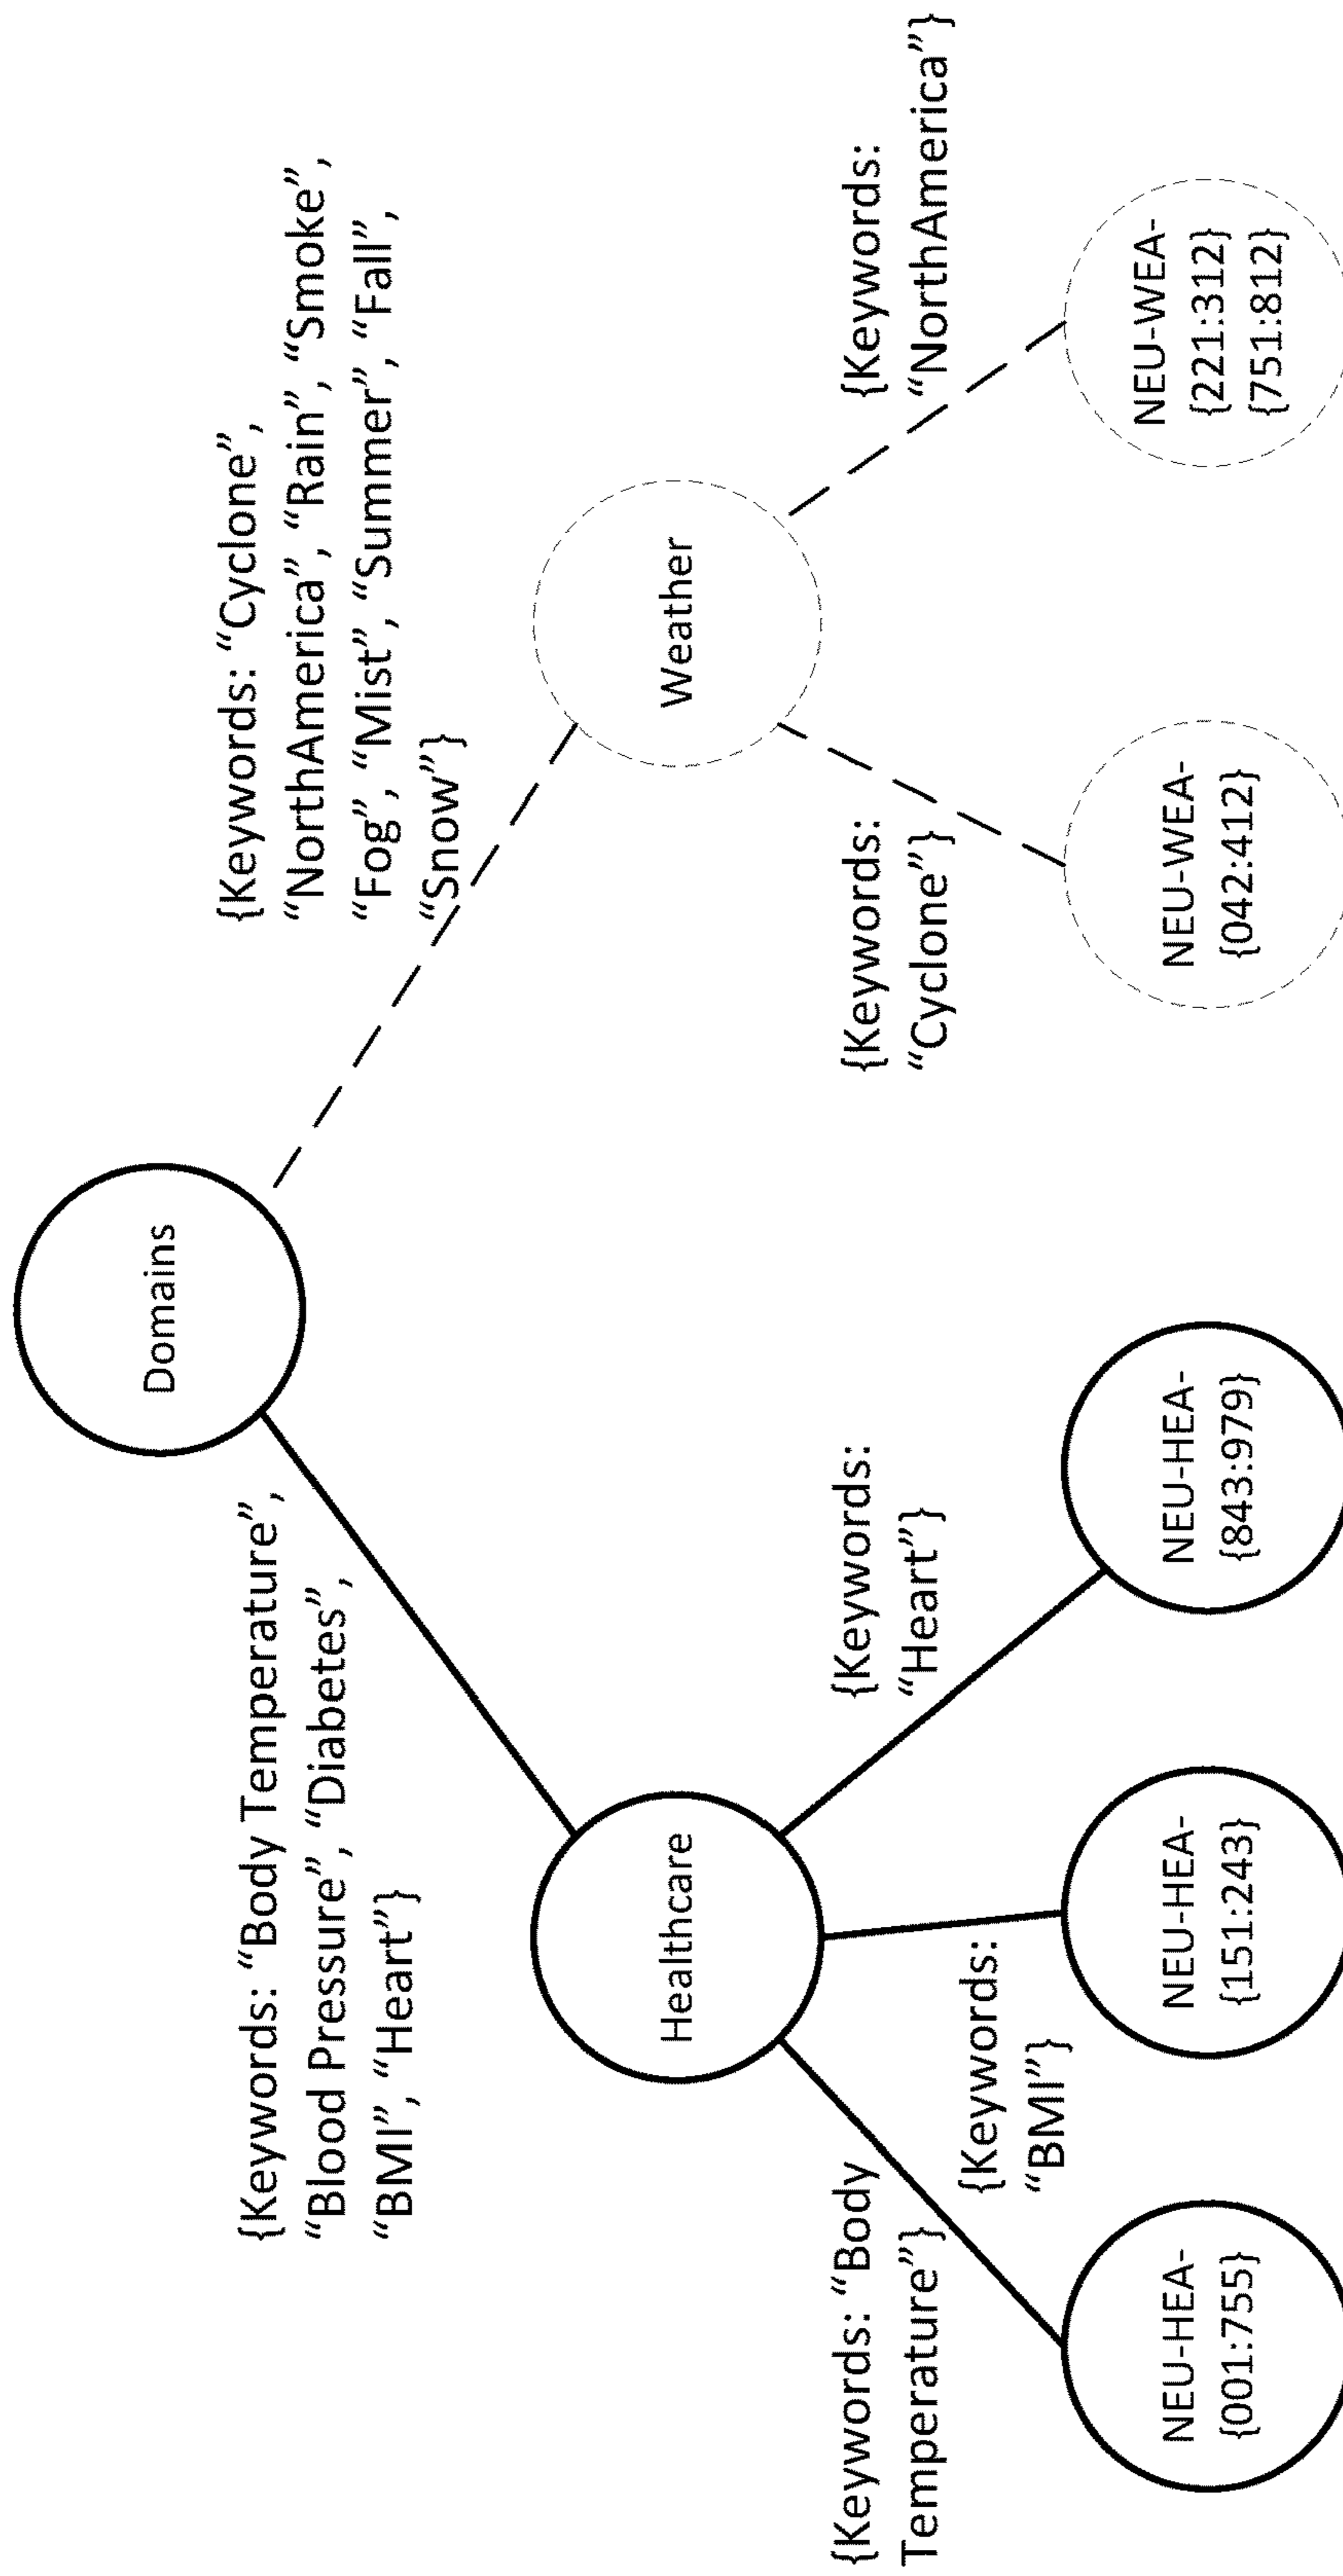 Domains
{Keywords: “Body Temperature”,
“Blood Pressure”, “Diabetes”,
“BMI”, “Heart”}
{Keywords: “Cyclone”,
“NorthAmerica”, “Rain”, “Smoke”,
“Fog”, “Mist”, “Summer”, “Fall”,
“Snow”}
Healthcare
Weather
{Keywords: “Body
Temperature”}
{Keywords:
“BMI”}
{Keywords:
“Heart”}
{Keywords:
“Cyclone”}
{Keywords:
“NorthAmerica”}
NEU-HEA-
{001:755}
NEU-HEA-
{151:243}
NEU-HEA-
{843:979}
NEU-WEA-
{042:412}
NEU-WEA-
{221:312}
{751:812}